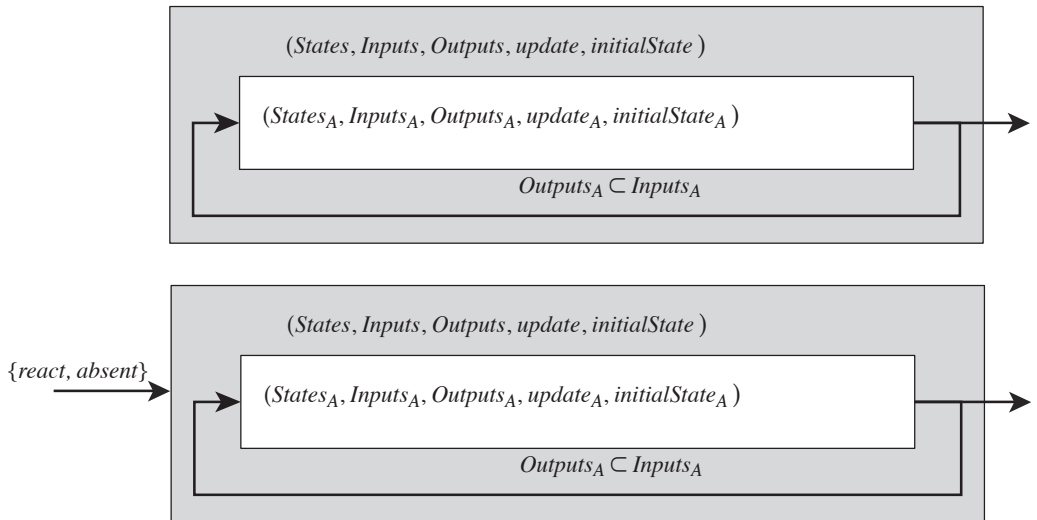 (States, Inputs, Outputs, update, initialState)
(States_A, Inputs_A, Outputs_A, update_A, initialState_A)
Outputs_A ⊂ Inputs_A
(States, Inputs, Outputs, update, initialState)
{react, absent}
(States_A, Inputs_A, Outputs_A, update_A, initialState_A)
Outputs_A ⊂ Inputs_A